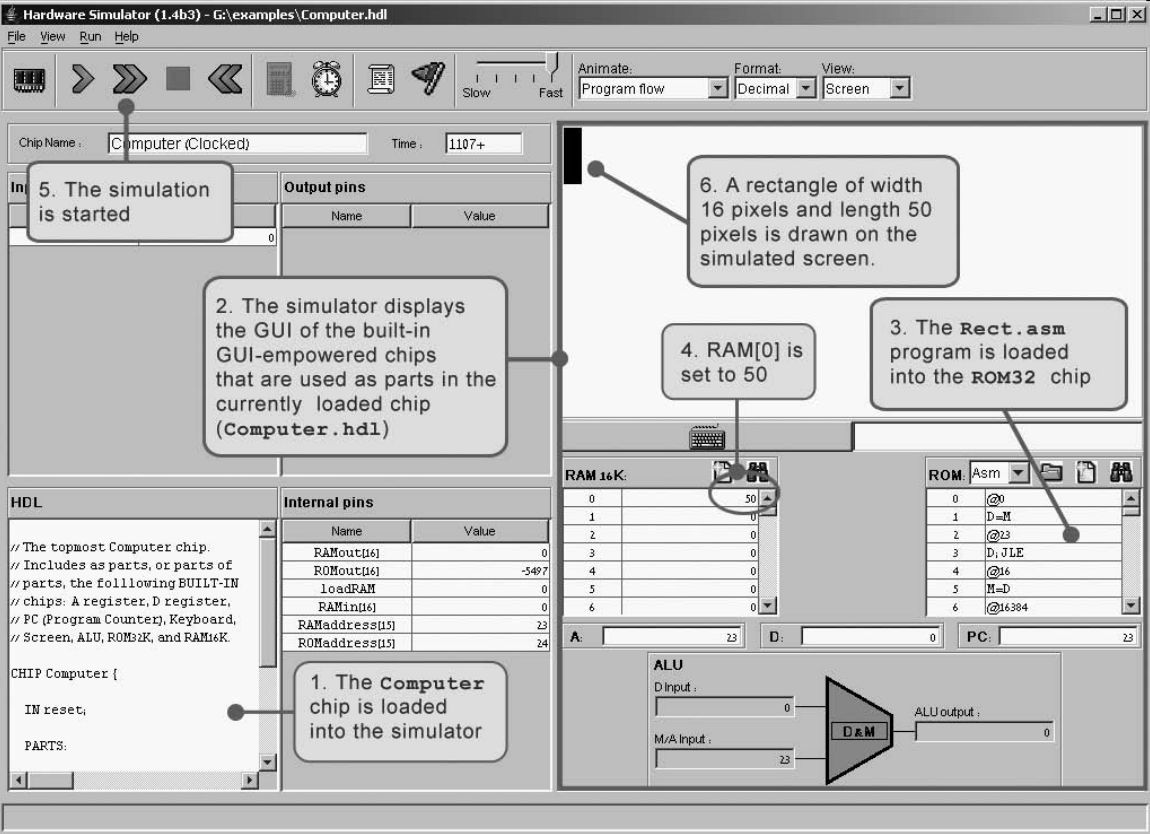 Hardware Simulator (1.4b3) - G:\examples\Computer.hdl
File View Run Help
Slow Fast
Animate:
Program flow
Format:
Decimal
View:
Screen
Chip Name :
Computer (Clocked)
Time :
1107+
5. The simulation
is started
0
Output pins
Name Value
2. The simulator displays
the GUI of the built-in
GUI-empowered chips
that are used as parts in the
currently loaded chip
(Computer.hdl)
6. A rectangle of width
16 pixels and length 50
pixels is drawn on the
simulated screen.
4. RAM[0] is
set to 50
3. The Rect.asm
program is loaded
into the ROM32 chip
HDL
// The topmost Computer chip.
// Includes as parts, or parts of
// parts, the folllowing BUILT-IN
// chips: A register, D register,
// PC (Program Counter), Keyboard,
// Screen, ALU, ROM32K, and RAM16K.
CHIP Computer {
IN reset;
PARTS:
Internal pins
Name Value
RAMout[16] 0
ROMout[16] -5497
loadRAM 0
RAMin[16] 0
RAMaddress[15] 23
ROMaddress[15] 24
1. The Computer
chip is loaded
into the simulator
RAM 16K:
0 50
1 0
2 0
3 0
4 0
5 0
6 0
ROM: Asm
0 @0
1 D=M
2 @23
3 D;JLE
4 @16
5 M=D
6 @16384
A: 23
D: 0
PC: 23
ALU
D Input :
0
M/A Input :
23
D&M
ALU output :
0